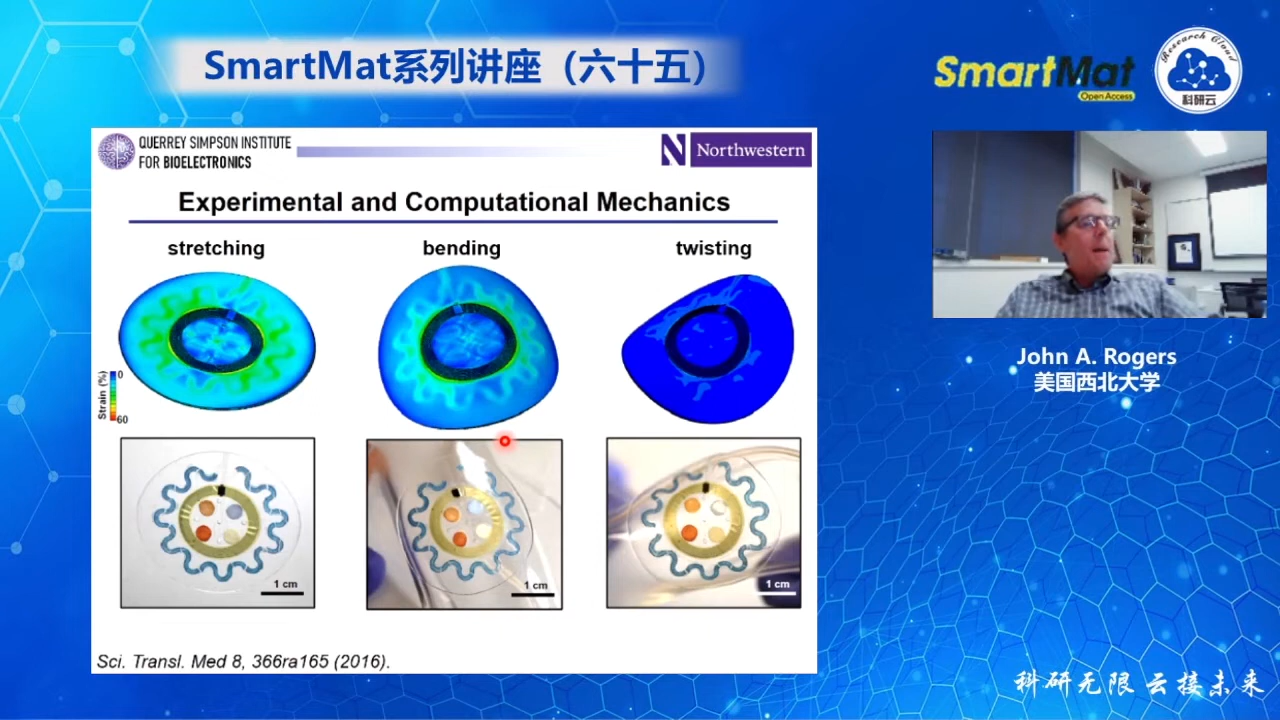 SmartMat系列讲座（六十五）
SmartMat
Open Access
Research Cloud
科研云
QUERREY SIMPSON INSTITUTE
FOR BIOELECTRONICS
N Northwestern
Experimental and Computational Mechanics
stretching
bending
twisting
Strain (%)
0
60
1 cm
1 cm
1 cm
Sci. Transl. Med 8, 366ra165 (2016).
John A. Rogers
美国西北大学
科研无限 云接未来